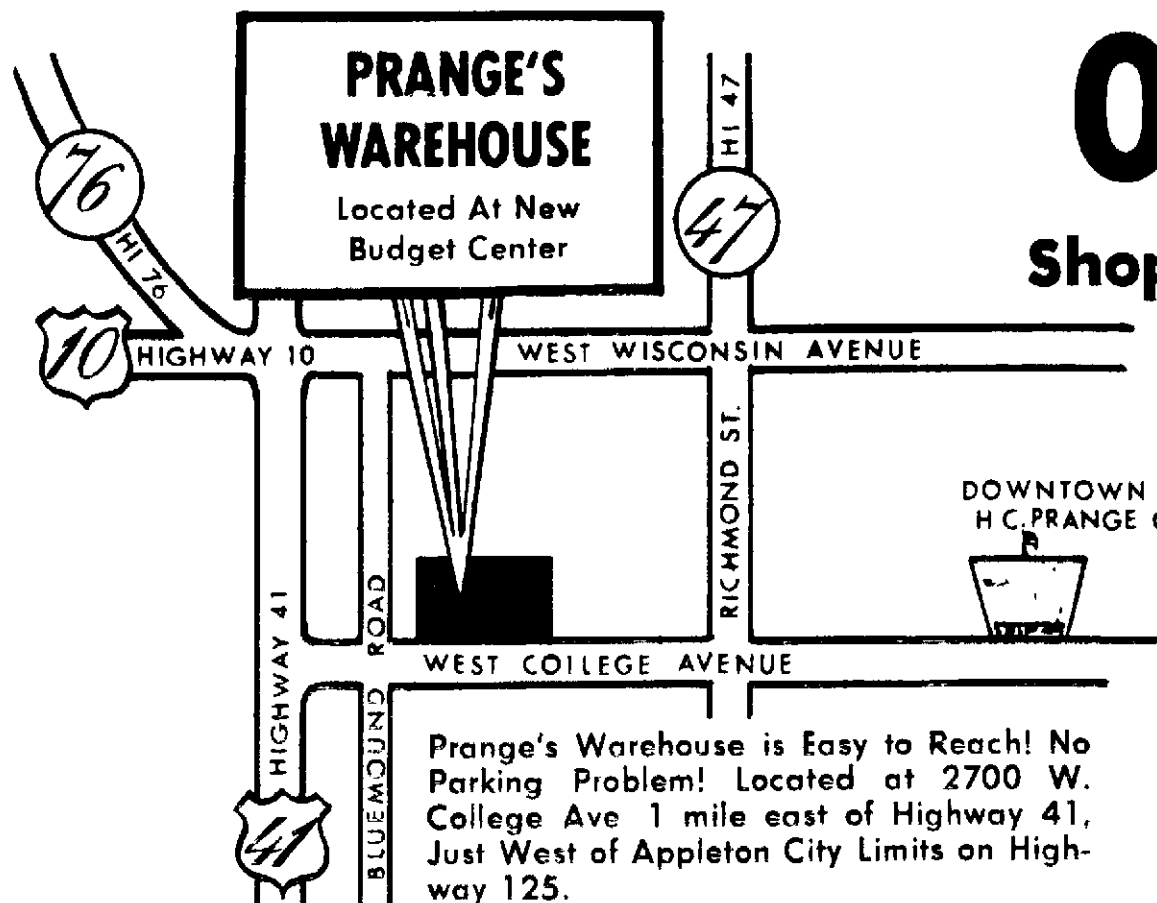 PRANGE'S
WAREHOUSE
Located At New
Budget Center
76
HI 76
HI 47
47
Shop
10
HIGHWAY 10
WEST WISCONSIN AVENUE
RICHMOND ST.
DOWNTOWN
H C. PRANGE
HIGHWAY 41
BLUEMOUND ROAD
WEST COLLEGE AVENUE
41
Prange's Warehouse is Easy to Reach! No
Parking Problem! Located at 2700 W.
College Ave 1 mile east of Highway 41,
Just West of Appleton City Limits on High-
way 125.